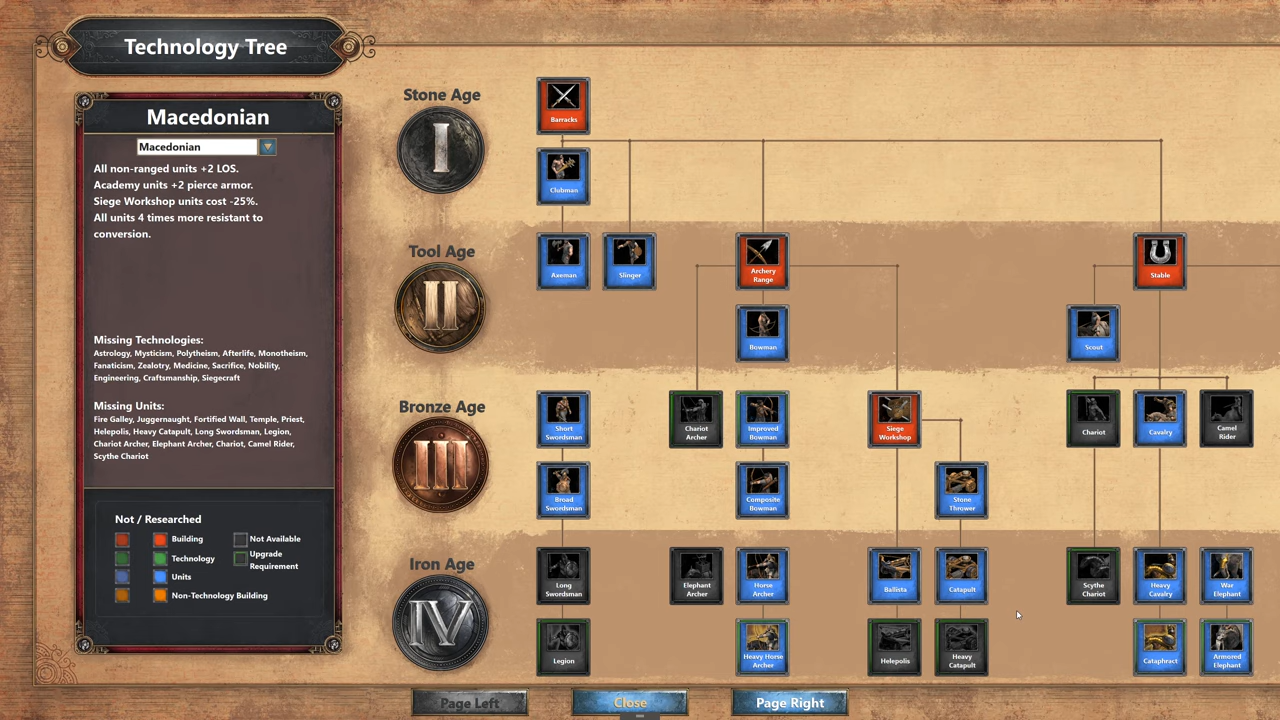 Technology Tree
Macedonian
Macedonian
All non-ranged units +2 LOS.
Academy units +2 pierce armor.
Siege Workshop units cost -25%.
All units 4 times more resistant to
conversion.
Missing Technologies:
Astrology, Mysticism, Polytheism, Afterlife, Monotheism,
Fanaticism, Zealotry, Medicine, Sacrifice, Nobility,
Engineering, Craftsmanship, Siegecraft
Missing Units:
Fire Galley, Juggernaught, Fortified Wall, Temple, Priest,
Helepolis, Heavy Catapult, Long Swordsman, Legion,
Chariot Archer, Elephant Archer, Chariot, Camel Rider,
Scythe Chariot
Not / Researched
Building
Technology
Units
Non-Technology Building
Not Available
Upgrade
Requirement
Stone Age
I
Barracks
Clubman
Tool Age
II
Axeman
Slinger
Archery
Range
Stable
Bowman
Scout
Bronze Age
III
Short
Swordsman
Chariot
Archer
Improved
Bowman
Siege
Workshop
Chariot
Cavalry
Camel
Rider
Broad
Swordsman
Composite
Bowman
Stone
Thrower
Iron Age
IV
Long
Swordsman
Elephant
Archer
Horse
Archer
Ballista
Catapult
Scythe
Chariot
Heavy
Cavalry
War
Elephant
Legion
Heavy Horse
Archer
Helepolis
Heavy
Catapult
Cataphract
Armored
Elephant
Page Left
Close
Page Right